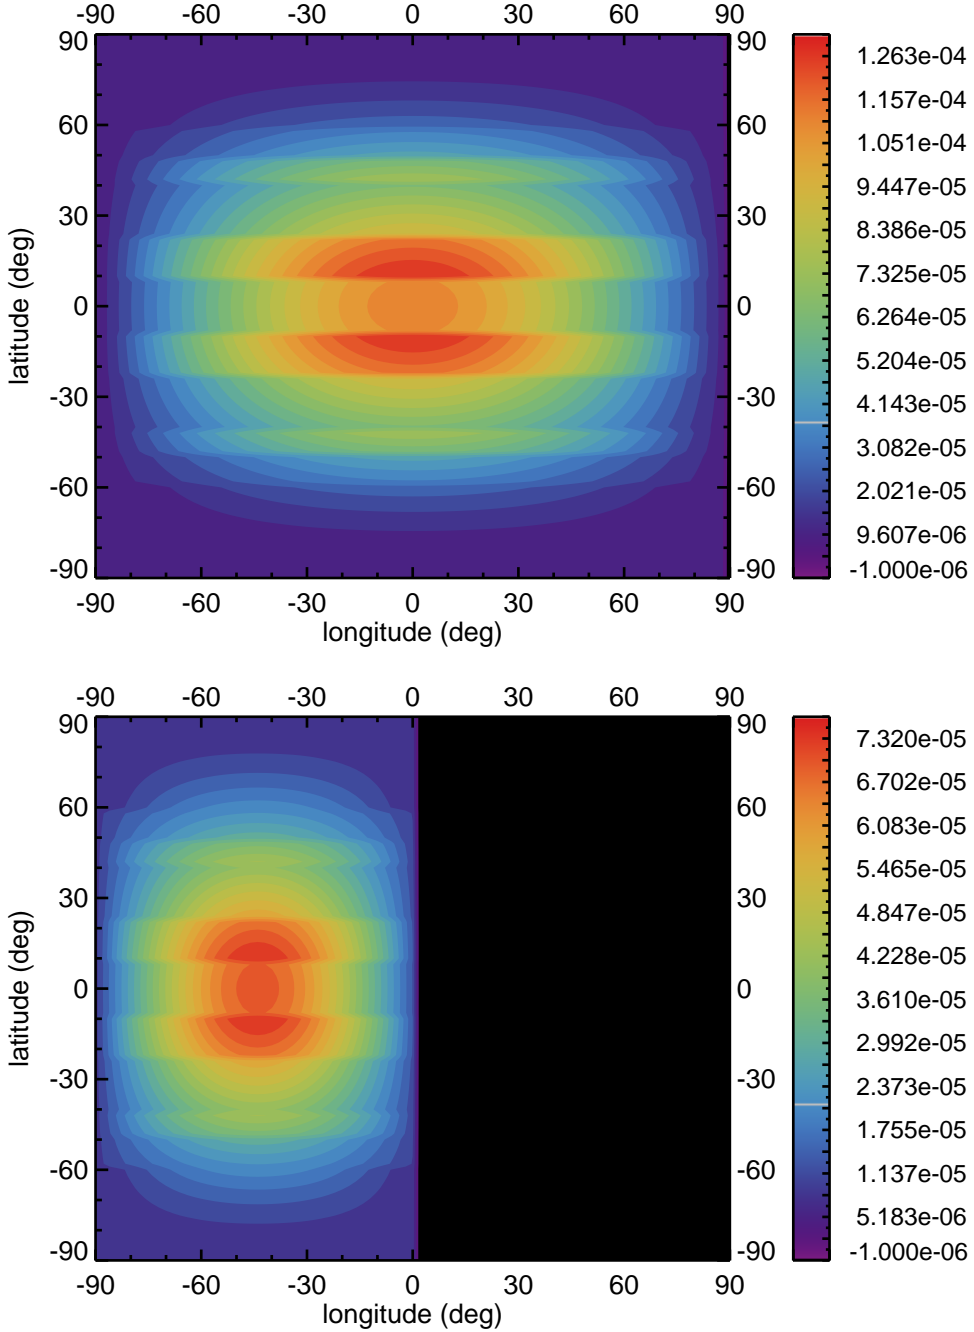 -90 -60 -30 0 30 60 90
90 90 1.263e-04
1.157e-04
60 60 1.051e-04
9.447e-05
30 30 8.386e-05
7.325e-05
latitude (deg) 0 0 6.264e-05
5.204e-05
-30 -30 4.143e-05
3.082e-05
-60 -60 2.021e-05
9.607e-06
-90 -90 -1.000e-06
-90 -60 -30 0 30 60 90
longitude (deg)
-90 -60 -30 0 30 60 90
90 90 7.320e-05
6.702e-05
60 60 6.083e-05
5.465e-05
30 30 4.847e-05
4.228e-05
latitude (deg) 0 0 3.610e-05
2.992e-05
-30 -30 2.373e-05
1.755e-05
-60 -60 1.137e-05
5.183e-06
-90 -90 -1.000e-06
-90 -60 -30 0 30 60 90
longitude (deg)